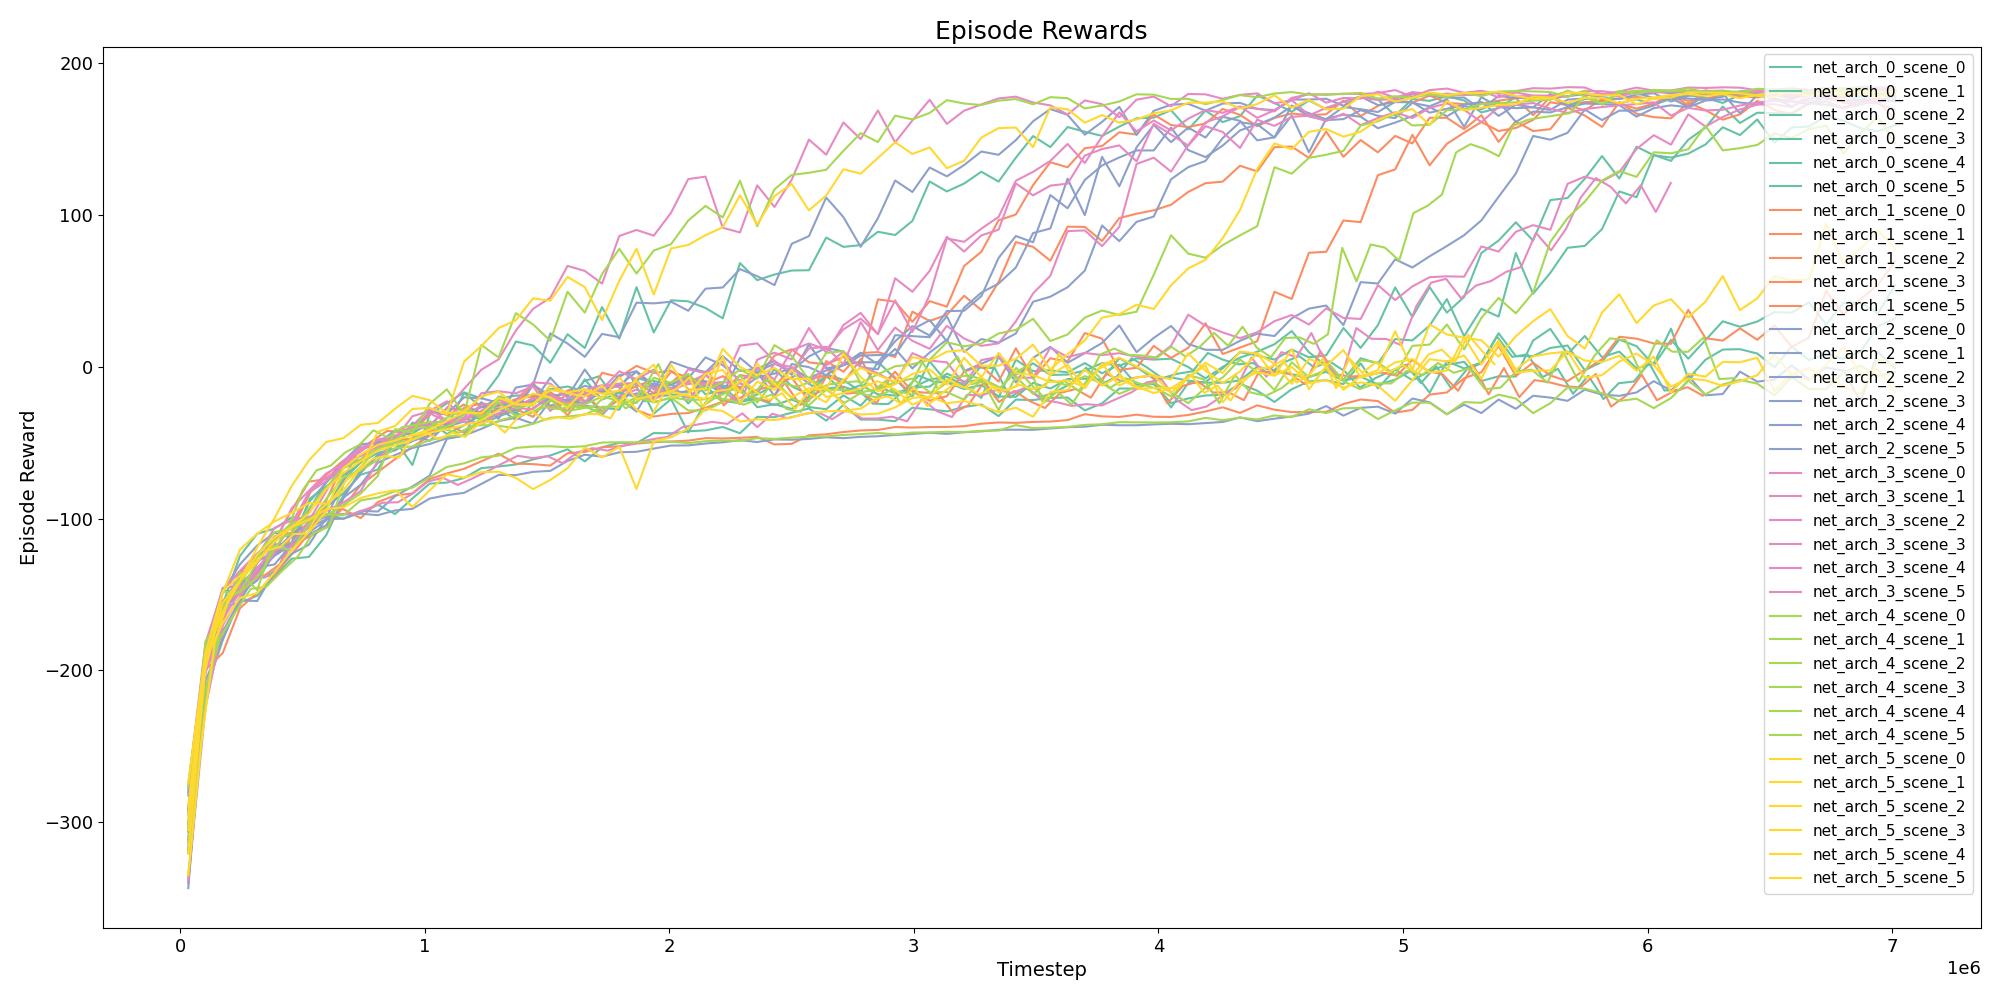 Episode Rewards
200
100
0
−100
−200
−300
Episode Reward
0
1
2
3
4
5
6
7
1e6
Timestep
net_arch_0_scene_0
net_arch_0_scene_1
net_arch_0_scene_2
net_arch_0_scene_3
net_arch_0_scene_4
net_arch_0_scene_5
net_arch_1_scene_0
net_arch_1_scene_1
net_arch_1_scene_2
net_arch_1_scene_3
net_arch_1_scene_5
net_arch_2_scene_0
net_arch_2_scene_1
net_arch_2_scene_2
net_arch_2_scene_3
net_arch_2_scene_4
net_arch_2_scene_5
net_arch_3_scene_0
net_arch_3_scene_1
net_arch_3_scene_2
net_arch_3_scene_3
net_arch_3_scene_4
net_arch_3_scene_5
net_arch_4_scene_0
net_arch_4_scene_1
net_arch_4_scene_2
net_arch_4_scene_3
net_arch_4_scene_4
net_arch_4_scene_5
net_arch_5_scene_0
net_arch_5_scene_1
net_arch_5_scene_2
net_arch_5_scene_3
net_arch_5_scene_4
net_arch_5_scene_5